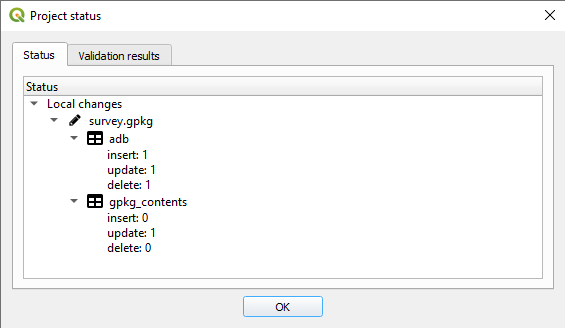 Project status
Status
Validation results
Status
Local changes
survey.gpkg
adb
insert: 1
update: 1
delete: 1
gpkg_contents
insert: 0
update: 1
delete: 0
OK